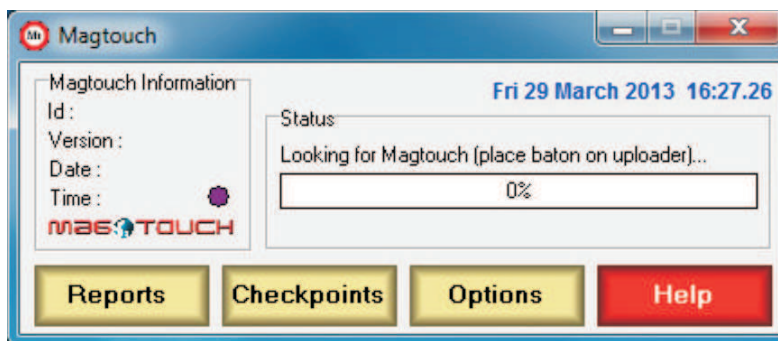 Magtouch
Magtouch Information
Id :
Version :
Date :
Time :
MAGTOUCH
Fri 29 March 2013 16:27.26
Status
Looking for Magtouch (place baton on uploader)...
0%
Reports
Checkpoints
Options
Help